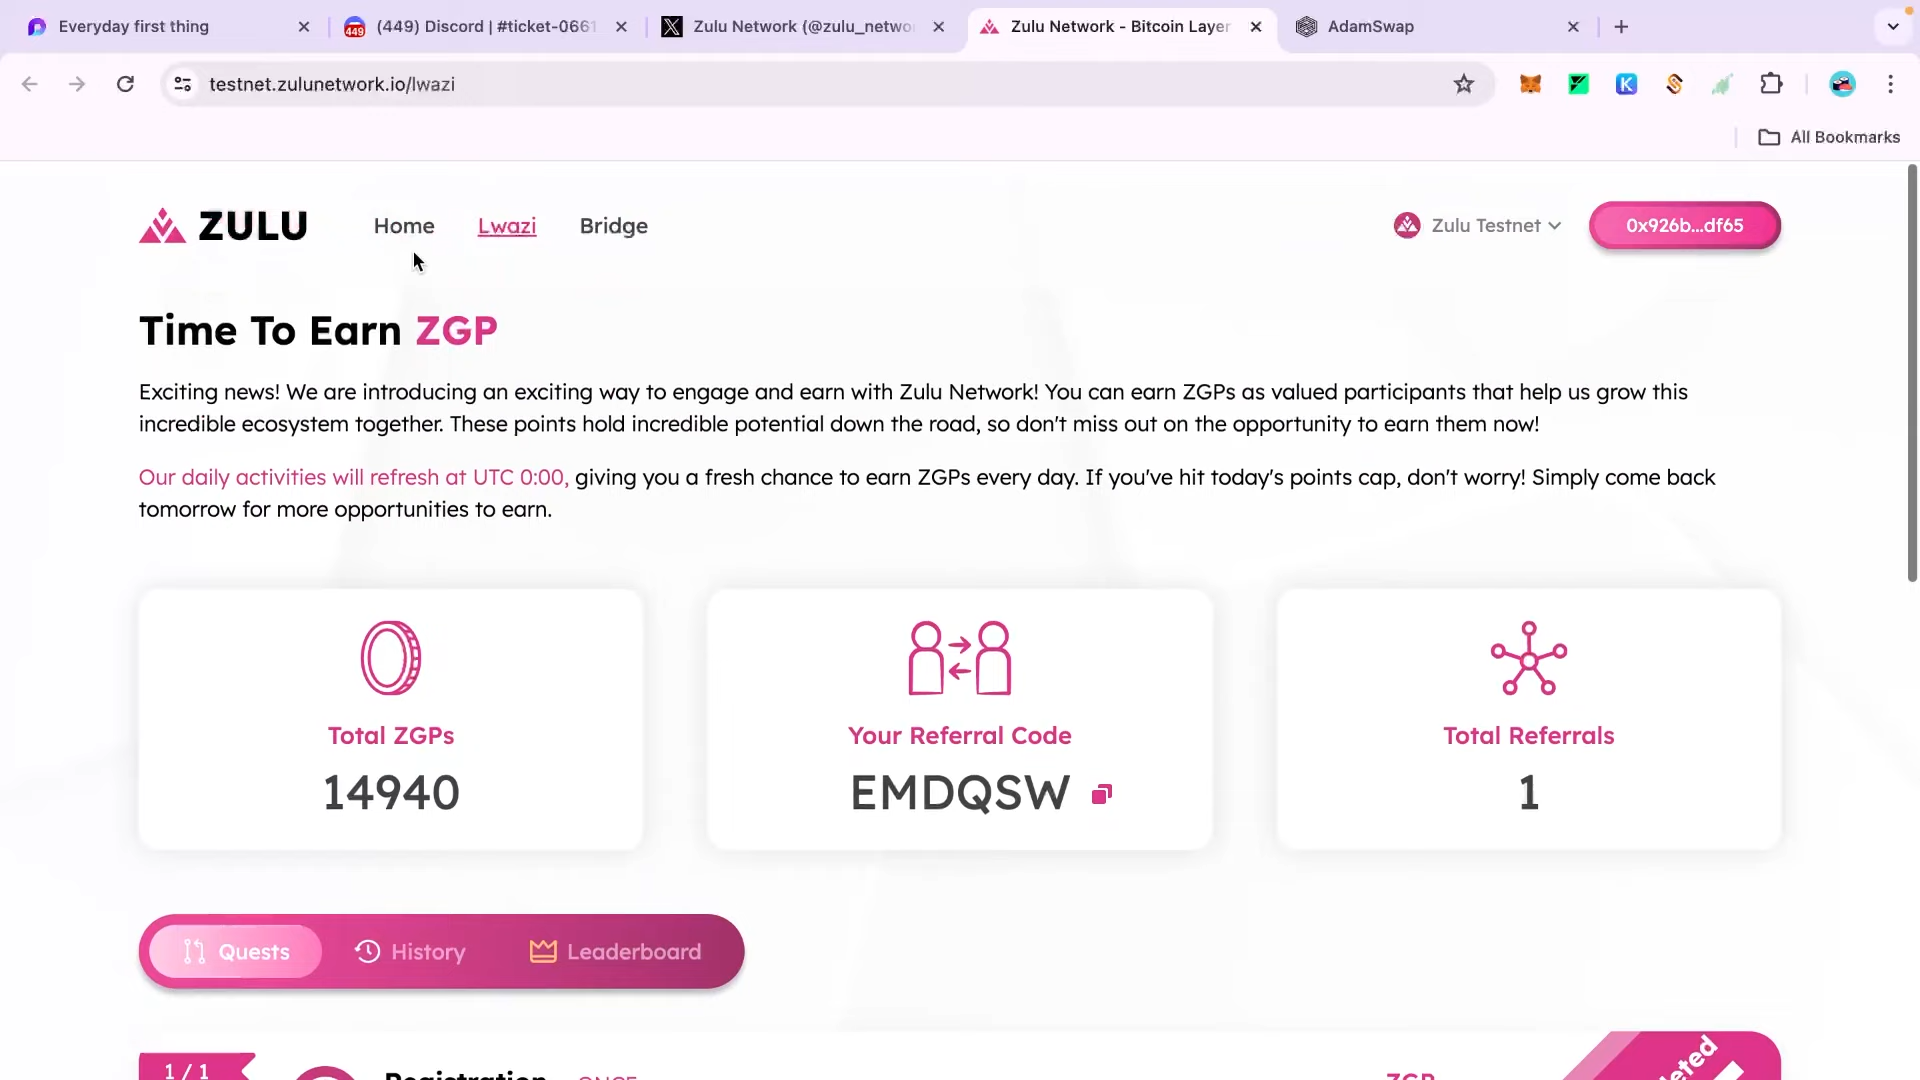 Everyday first thing
449
(449) Discord | #ticket-0661
Zulu Network (@zulu_netwo
Zulu Network - Bitcoin Layer
AdamSwap
testnet.zulunetwork.io/lwazi
All Bookmarks
ZULU
Home
Lwazi
Bridge
Zulu Testnet
0x926b...df65
Time To Earn ZGP
Exciting news! We are introducing an exciting way to engage and earn with Zulu Network! You can earn ZGPs as valued participants that help us grow this
incredible ecosystem together. These points hold incredible potential down the road, so don't miss out on the opportunity to earn them now!
Our daily activities will refresh at UTC 0:00, giving you a fresh chance to earn ZGPs every day. If you've hit today's points cap, don't worry! Simply come back
tomorrow for more opportunities to earn.
Total ZGPs
14940
Your Referral Code
EMDQSW
Total Referrals
1
Quests
History
Leaderboard
1 / 1
Registration
ONCE
ZGP
eted